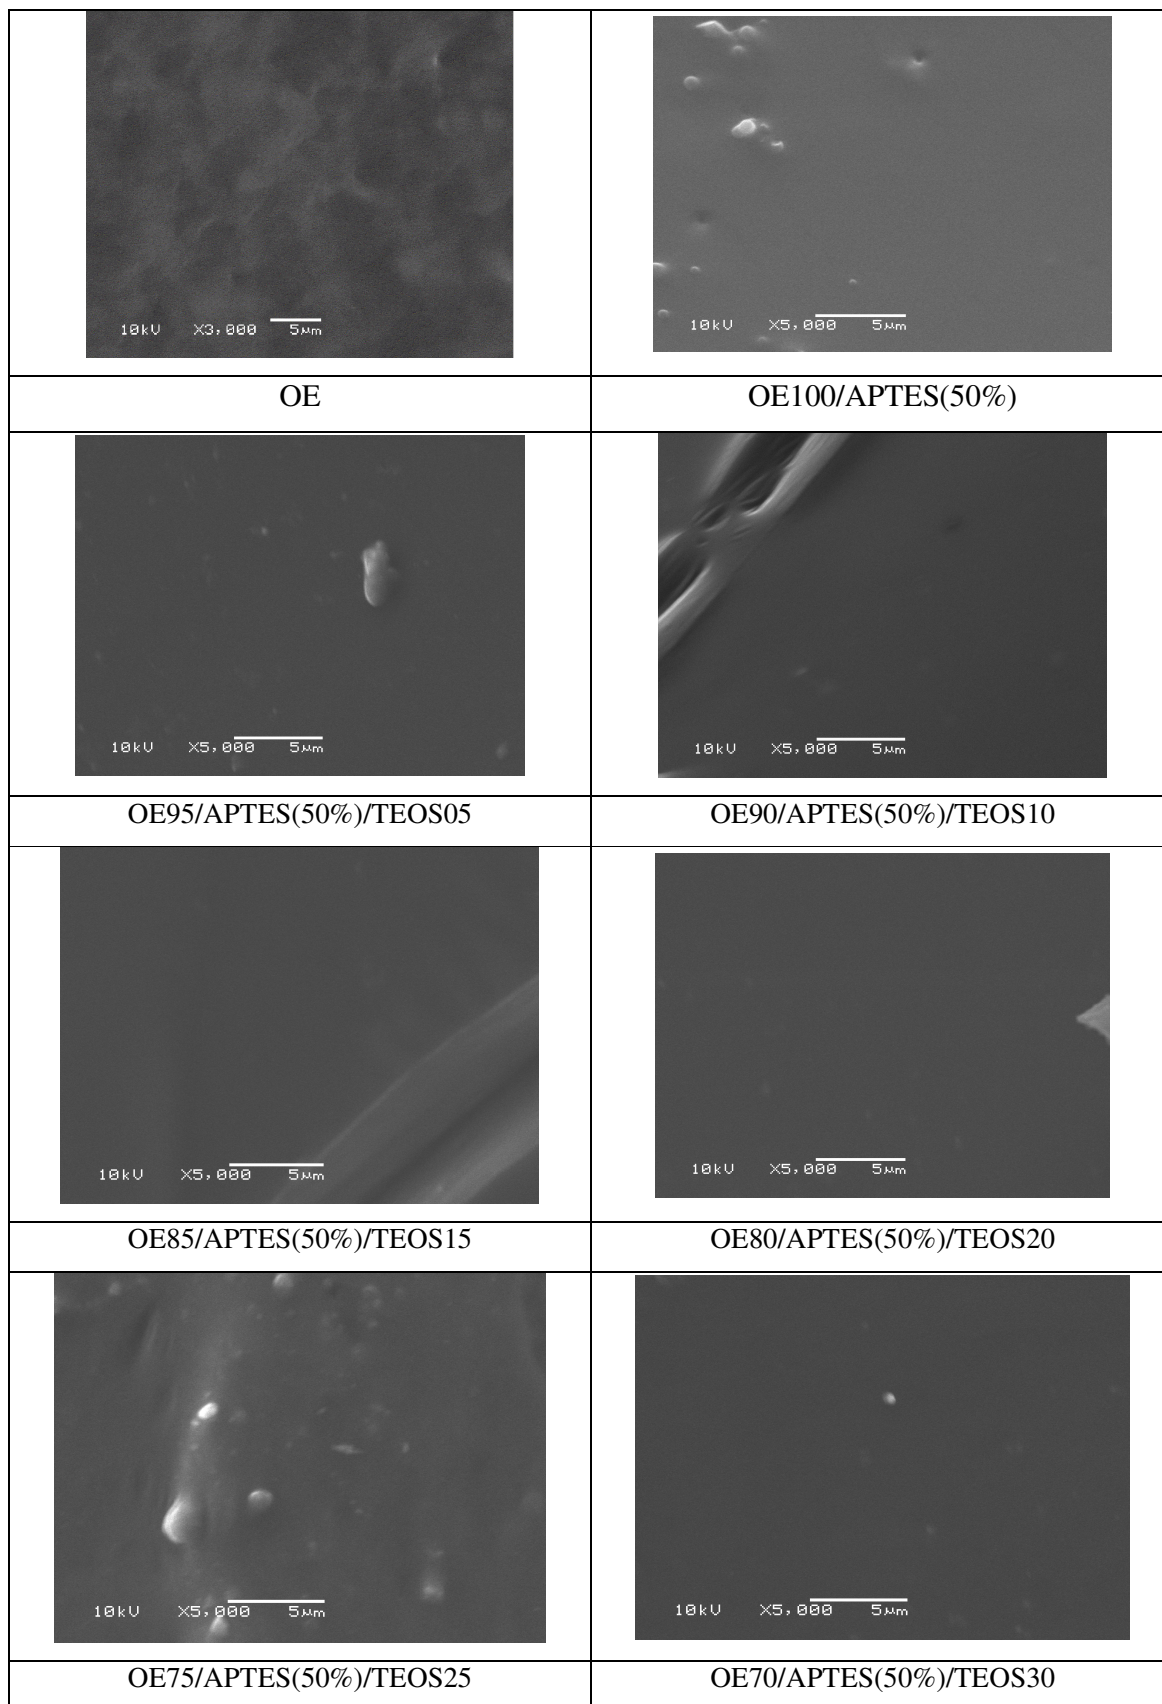 10kV X3,000 5μm
10kV X5,000 5μm
OE
OE100/APTES(50%)
10kV X5,000 5μm
10kV X5,000 5μm
OE95/APTES(50%)/TEOS05
OE90/APTES(50%)/TEOS10
10kV X5,000 5μm
10kV X5,000 5μm
OE85/APTES(50%)/TEOS15
OE80/APTES(50%)/TEOS20
10kV X5,000 5μm
10kV X5,000 5μm
OE75/APTES(50%)/TEOS25
OE70/APTES(50%)/TEOS30